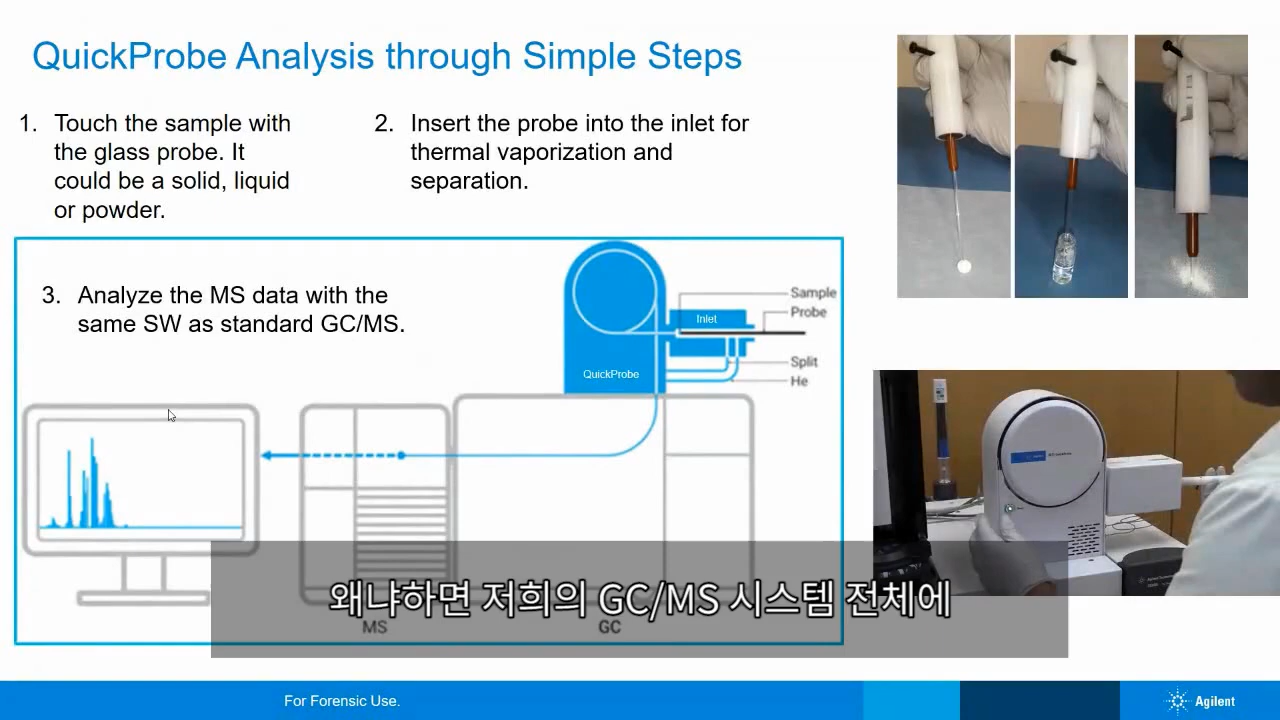 QuickProbe Analysis through Simple Steps
1. Touch the sample with
the glass probe. It
could be a solid, liquid
or powder.
2. Insert the probe into the inlet for
thermal vaporization and
separation.
3. Analyze the MS data with the
same SW as standard GC/MS.
Sample
Inlet
Probe
Split
QuickProbe
He
왜냐하면 저희의 GC/MS 시스템 전체에
MS
GC
For Forensic Use.
Agilent